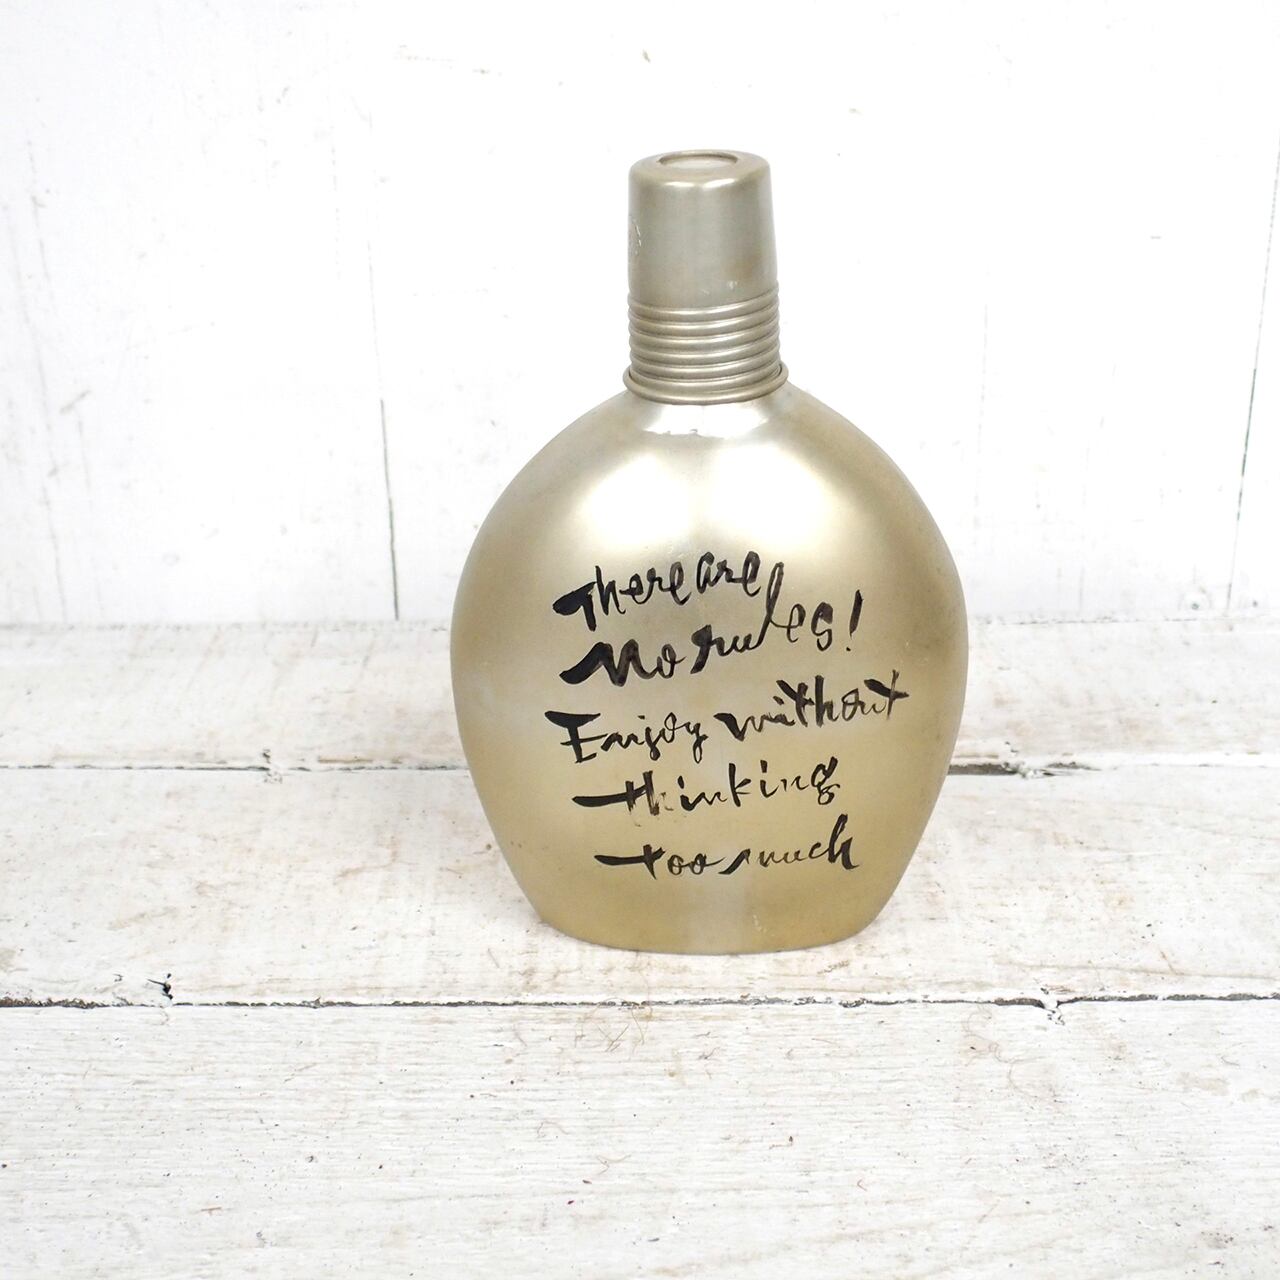 There are
No rules!
Enjoy without
thinking
too much